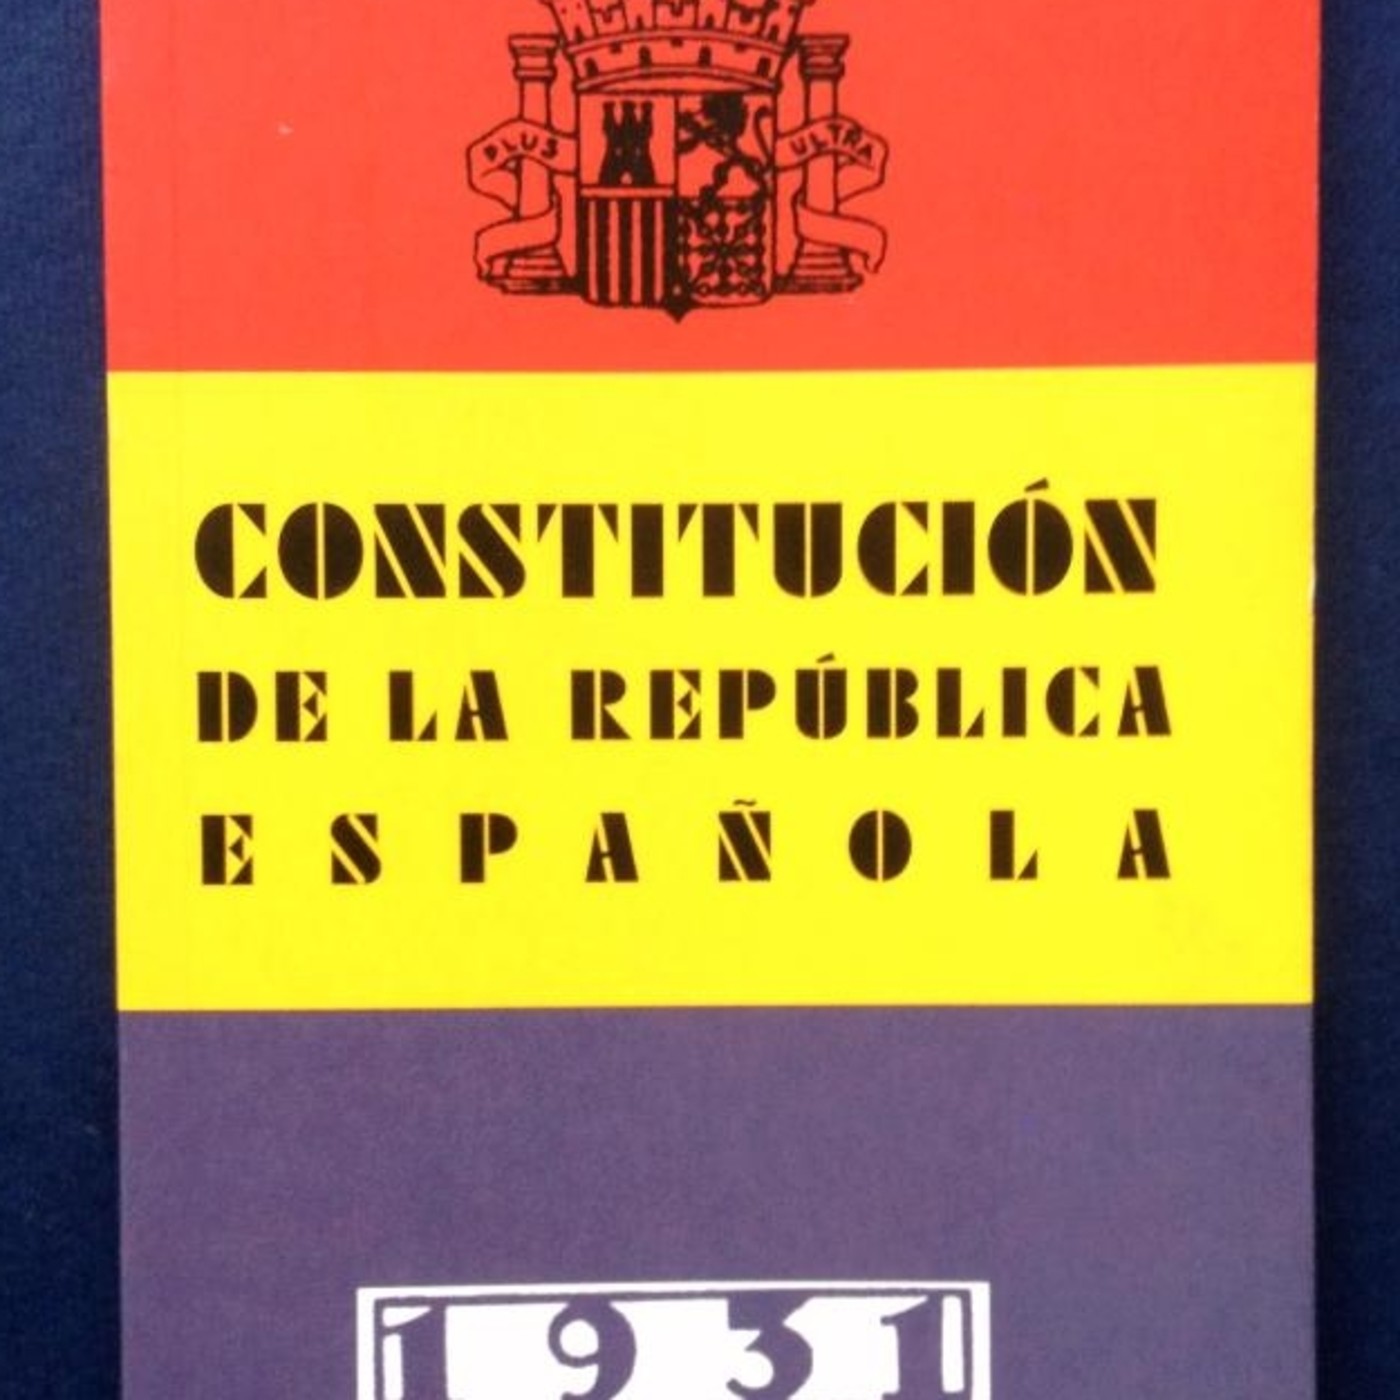 PLUS ULTRA
CONSTITUCIÓN
DE LA REPÚBLICA
ESPAÑOLA
1931